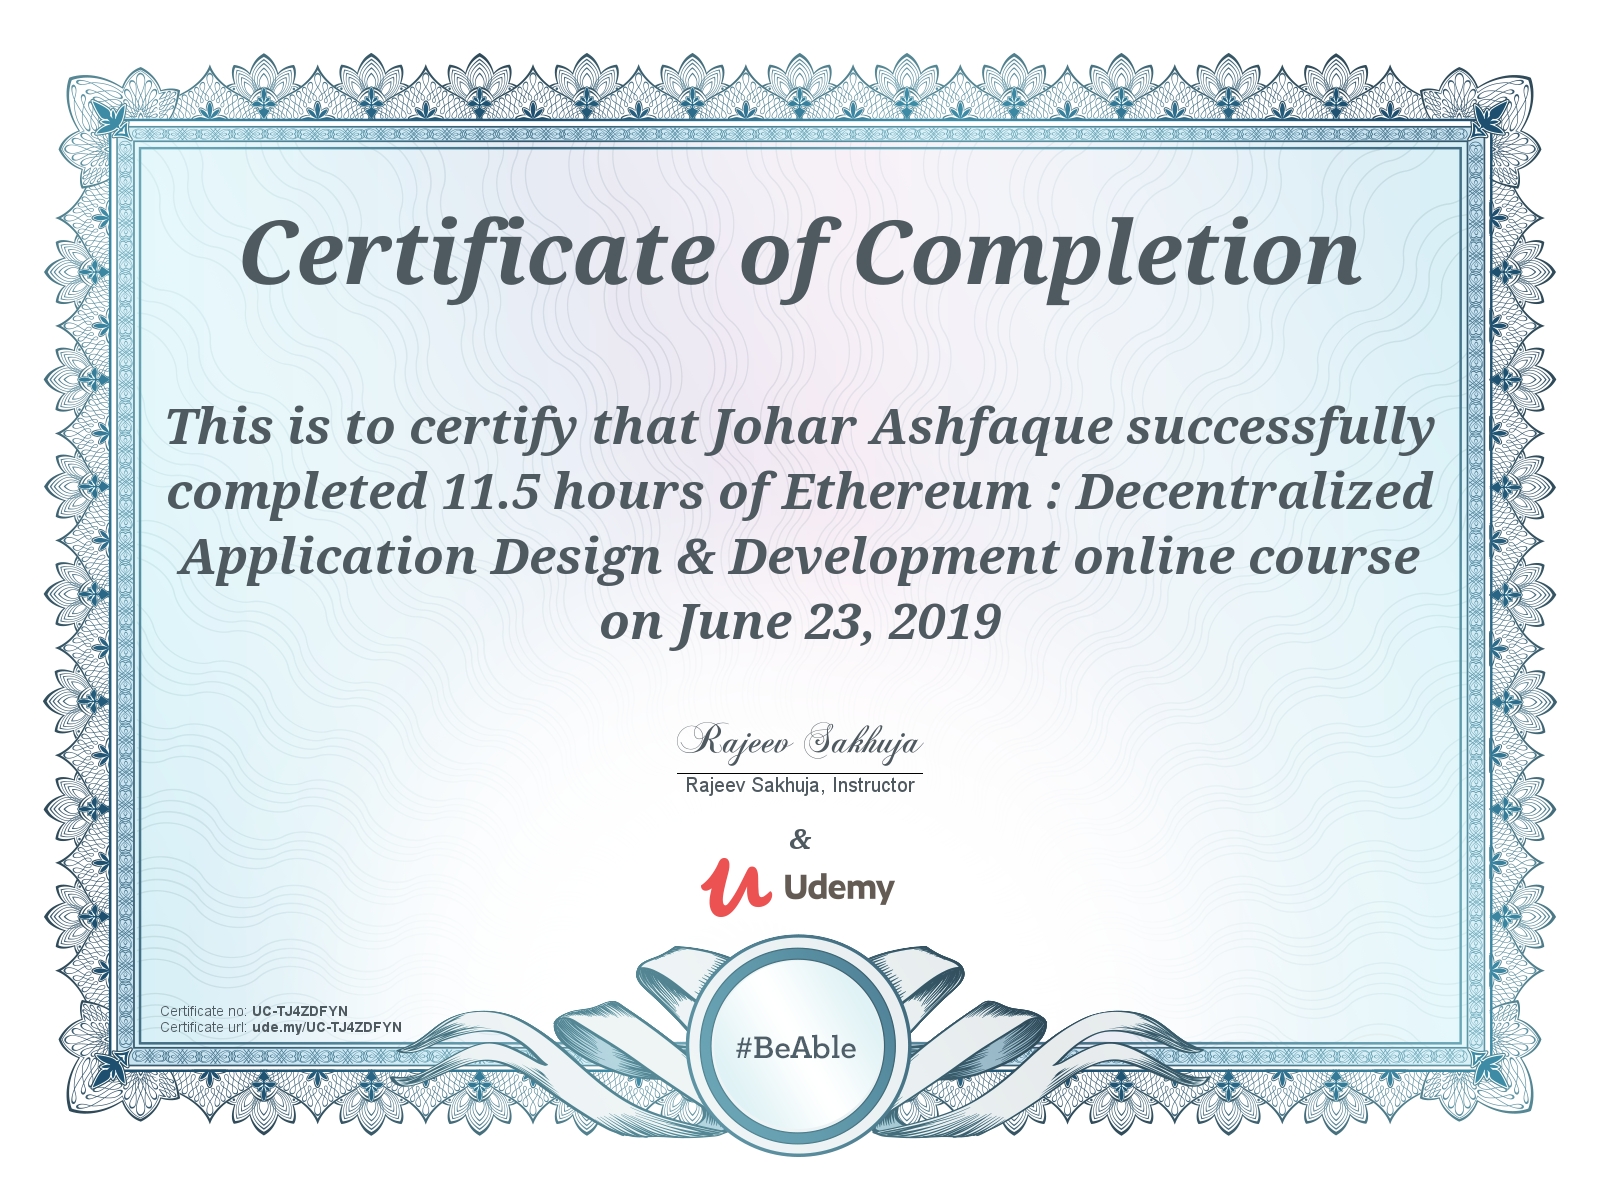 Certificate of Completion
This is to certify that Johar Ashfaque successfully
completed 11.5 hours of Ethereum : Decentralized
Application Design & Development online course
on June 23, 2019
Rajeev Sakhuja
Rajeev Sakhuja, Instructor
&
Udemy
Certificate no: UC-TJ4ZDFYN
Certificate url: ude.my/UC-TJ4ZDFYN
#BeAble